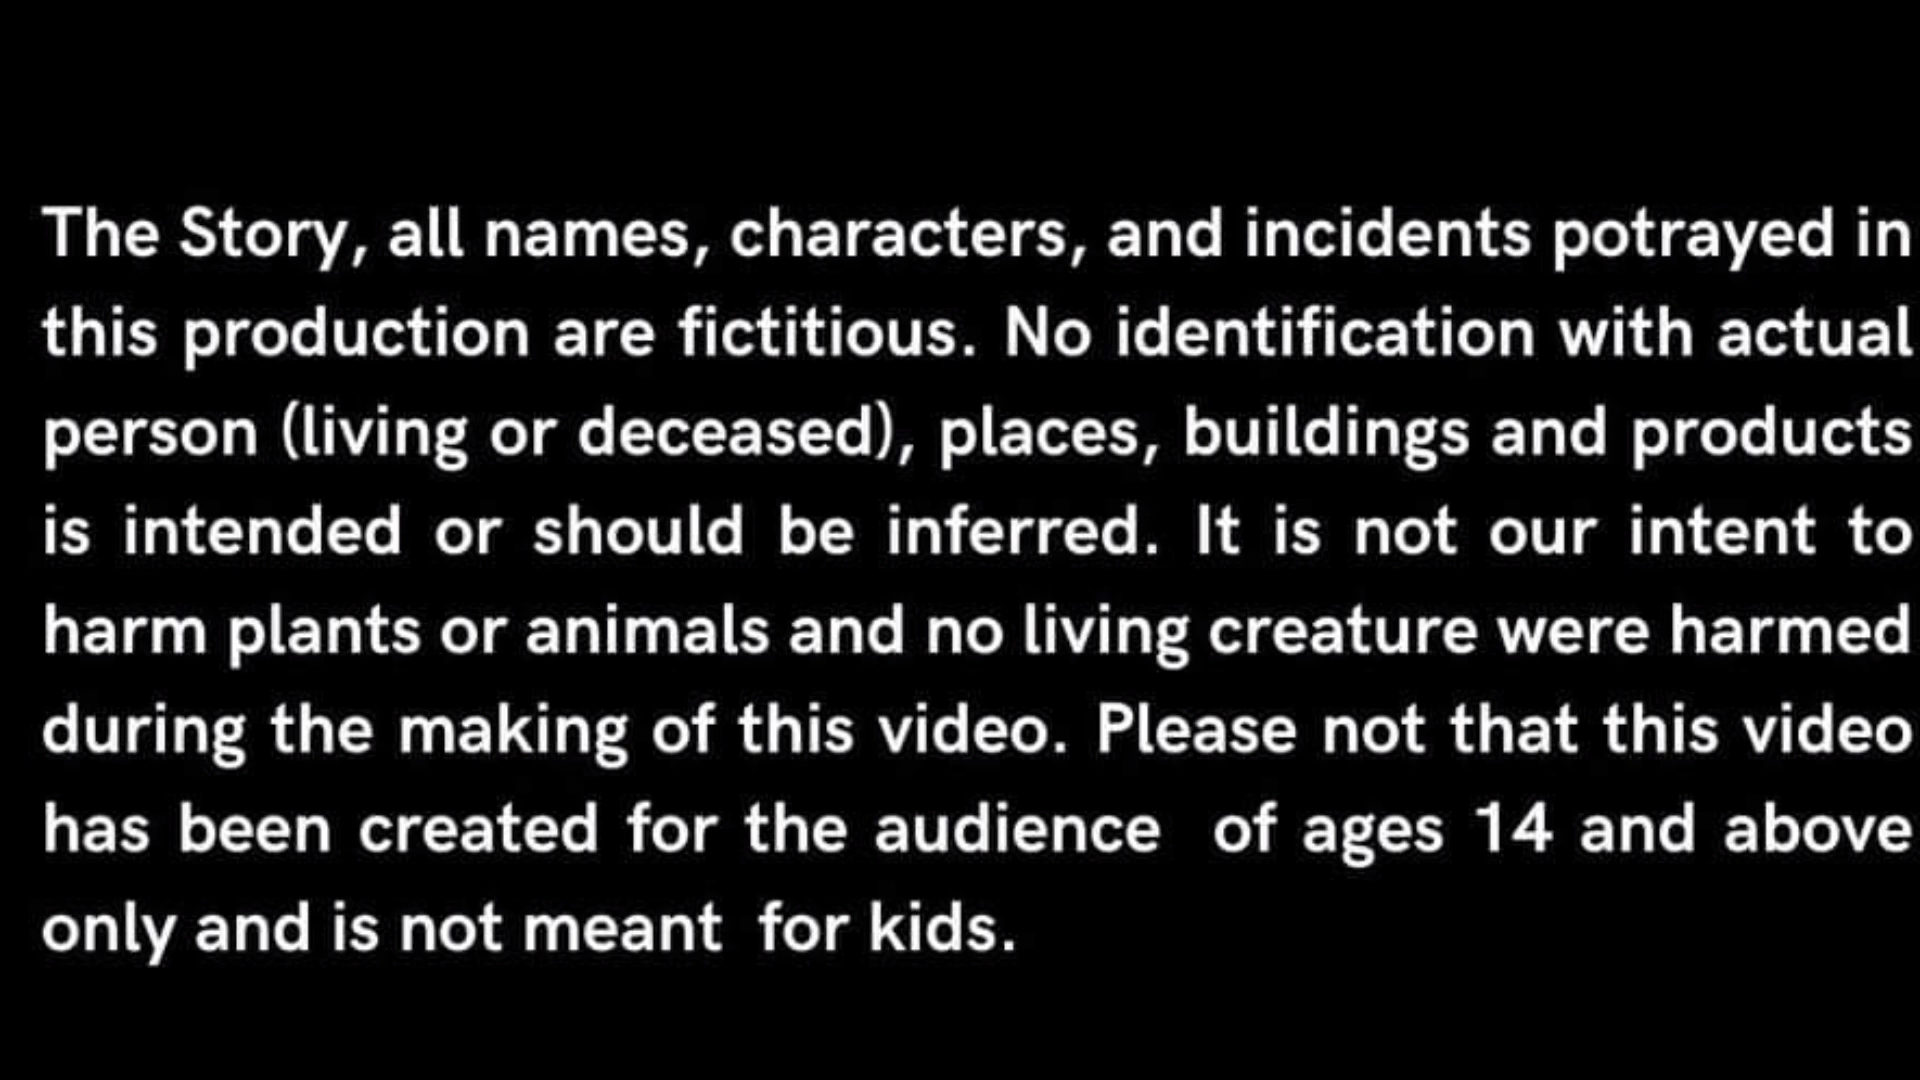 The Story, all names, characters, and incidents potrayed in
this production are fictitious. No identification with actual
person (living or deceased), places, buildings and products
is intended or should be inferred. It is not our intent to
harm plants or animals and no living creature were harmed
during the making of this video. Please not that this video
has been created for the audience of ages 14 and above
only and is not meant for kids.